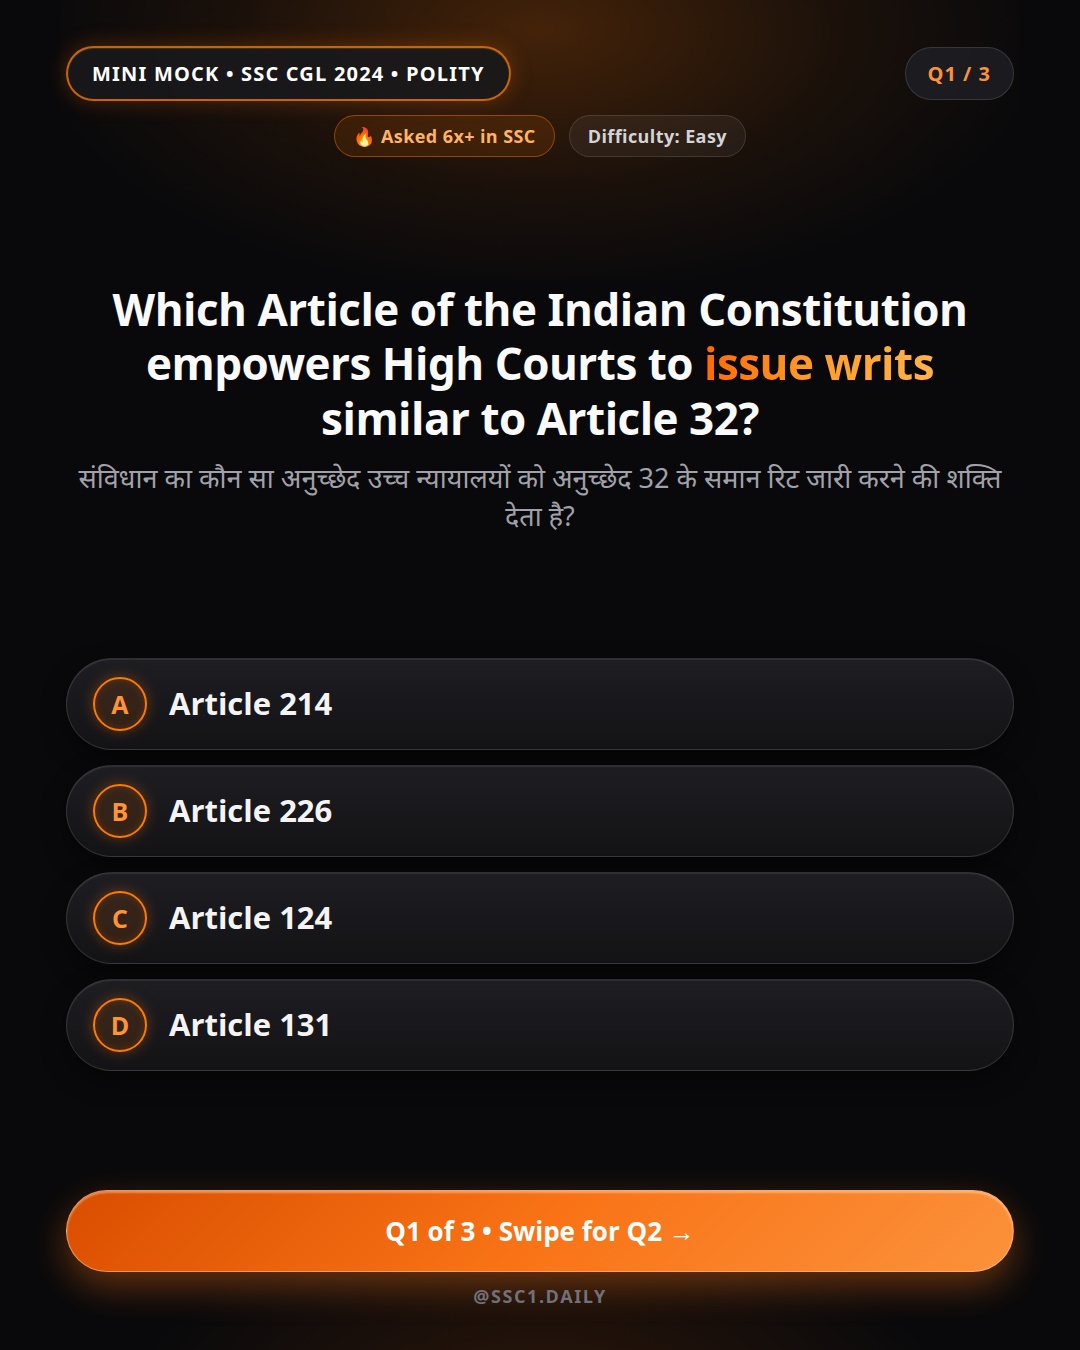 MINI MOCK • SSC CGL 2024 • POLITY
Q1 / 3
🔥 Asked 6x+ in SSC
Difficulty: Easy
Which Article of the Indian Constitution
empowers High Courts to issue writs
similar to Article 32?
संविधान का कौन सा अनुच्छेद उच्च न्यायालयों को अनुच्छेद 32 के समान रिट जारी करने की शक्ति
देता है?
A Article 214
B Article 226
C Article 124
D Article 131
Q1 of 3 • Swipe for Q2 →
@SSC1.DAILY